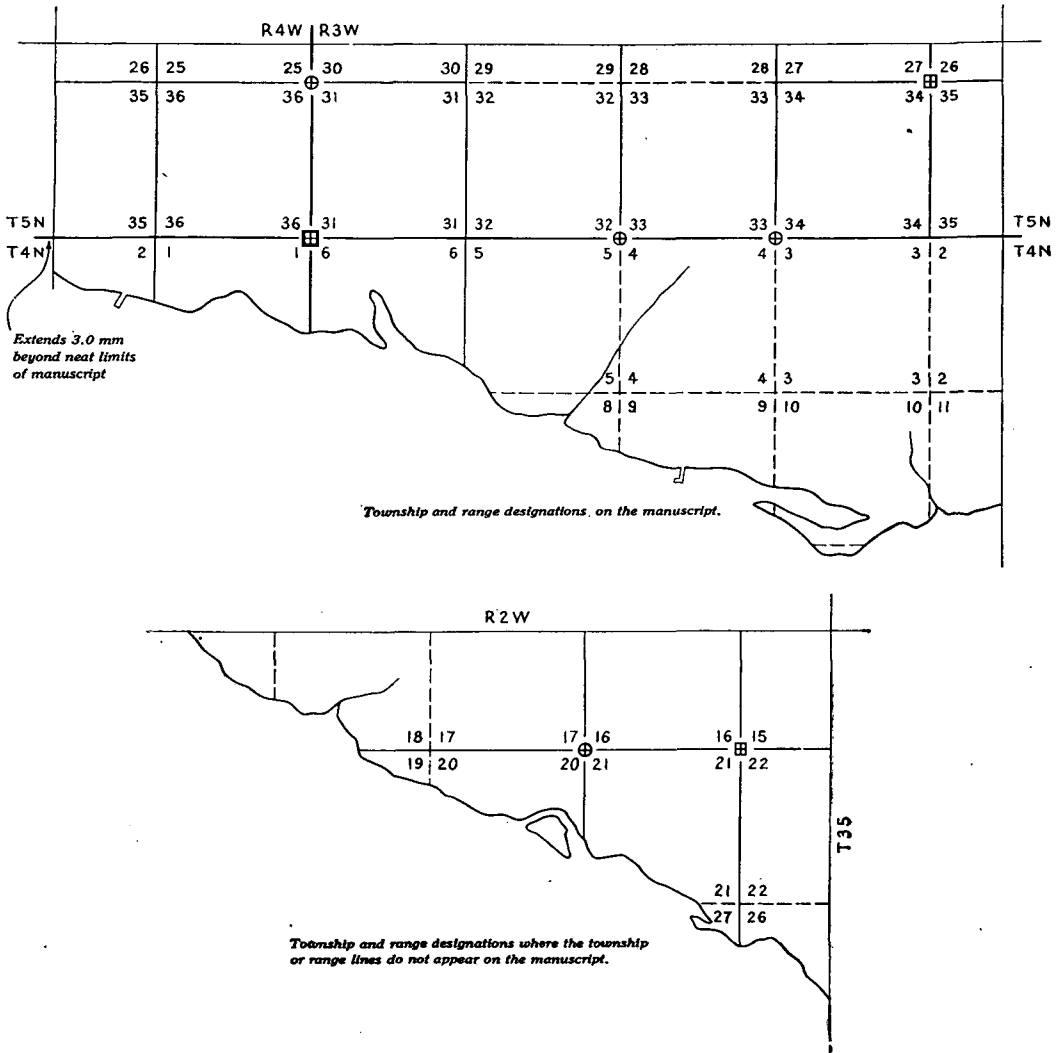 R4W R3W
26 25 25 30 30 29 29 28 28 27 27 26
35 36 36 31 31 32 32 33 33 34 34 35
T5N 35 36 36 31 31 32 32 33 33 34 34 35 T5N
T4N 2 1 1 6 6 5 5 4 4 3 3 2 T4N
Extends 3.0 mm
beyond neat limits
of manuscript
5 4 4 3 3 2
8 9 9 10 10 11
Township and range designations on the manuscript.
R2W
18 17 17 16 16 15
19 20 20 21 21 22
T35
21 22
27 26
Township and range designations where the township
or range lines do not appear on the manuscript.